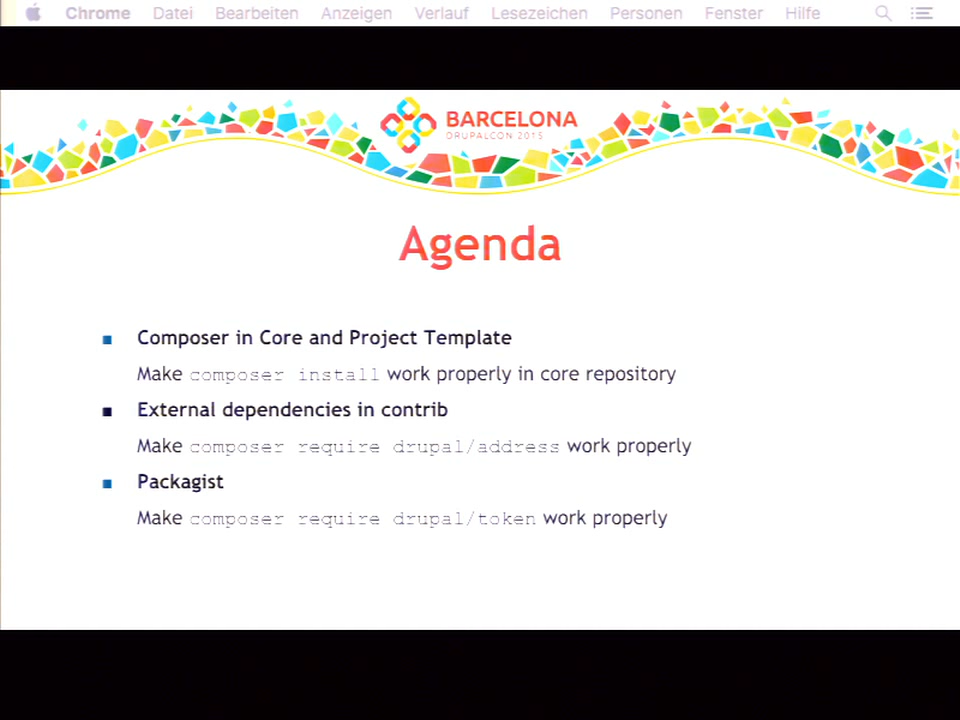 Chrome Datei Bearbeiten Anzeigen Verlauf Lesezeichen Personen Fenster Hilfe
BARCELONA
DRUPALCON 2015
Agenda
Composer in Core and Project Template
Make composer install work properly in core repository
External dependencies in contrib
Make composer require drupal/address work properly
Packagist
Make composer require drupal/token work properly